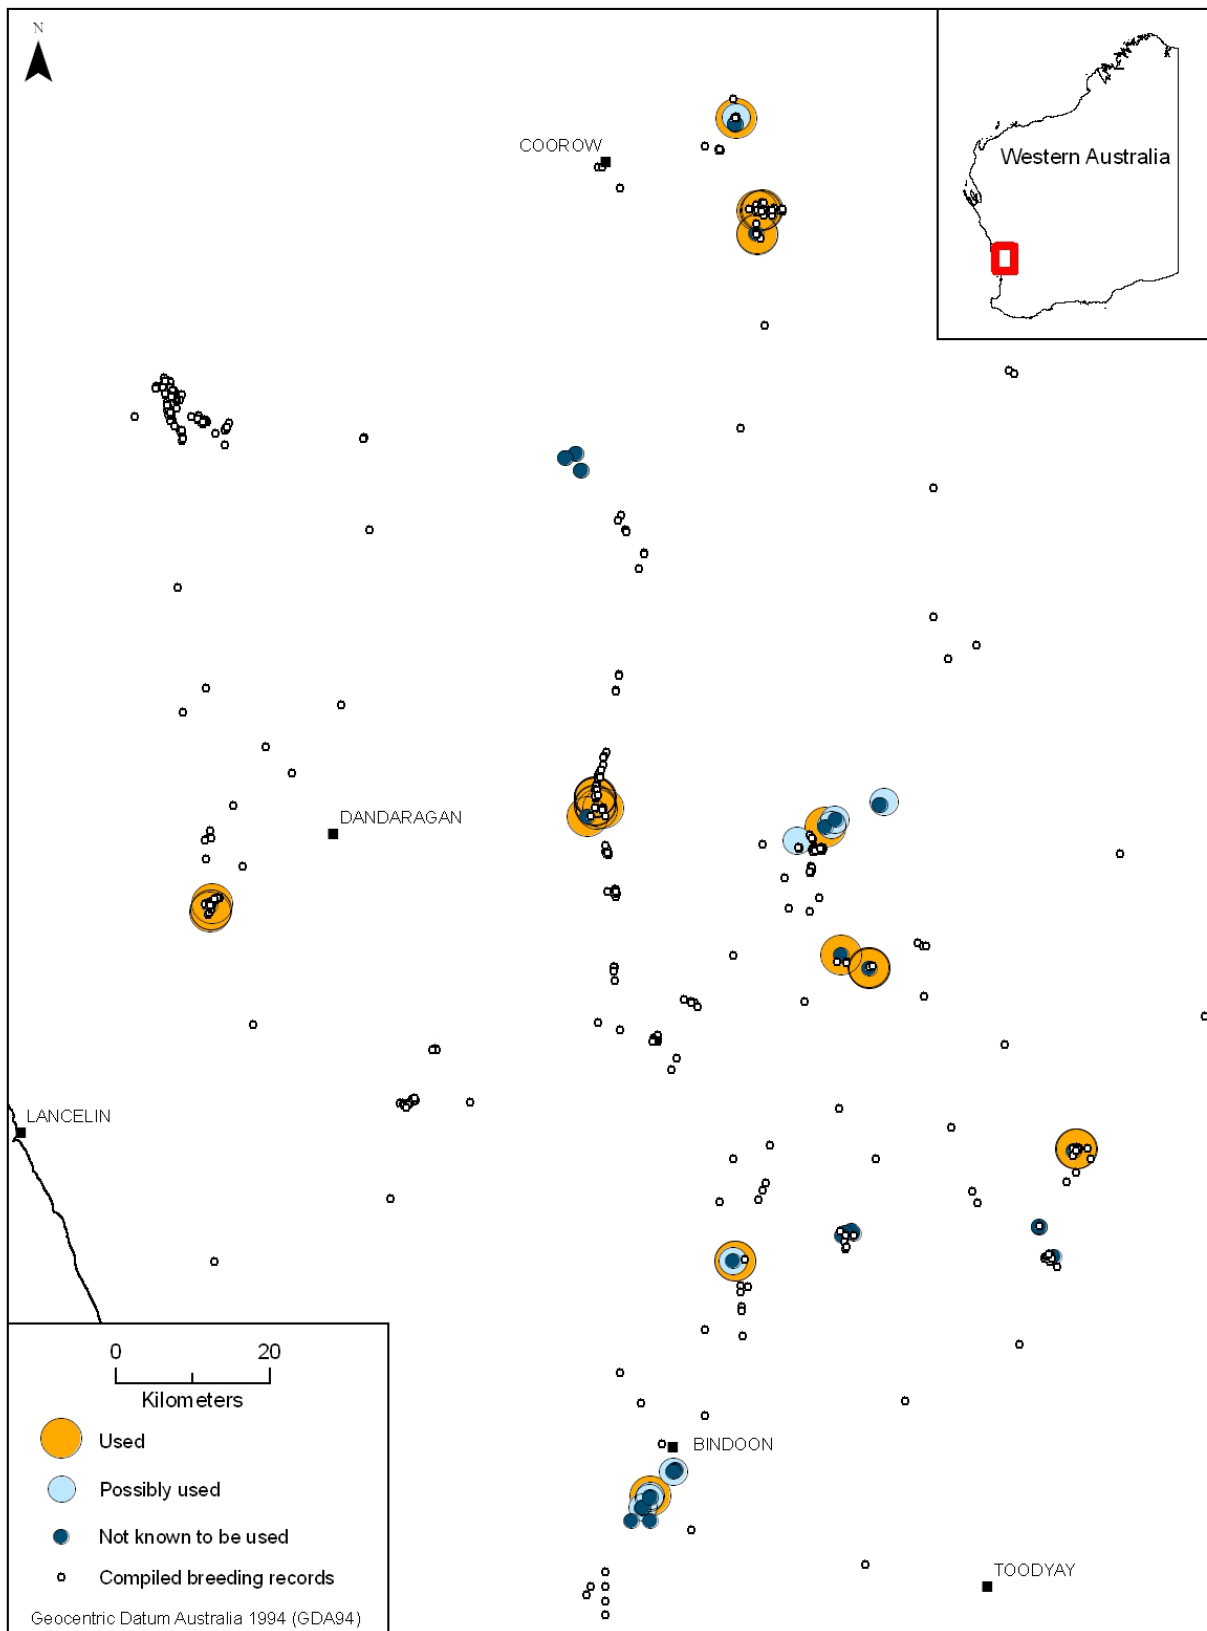 N
COOROW
Western Australia
DANDARAGAN
LANCELIN
0 20
Kilometers
Used
Possibly used
Not known to be used
Compiled breeding records
Geocentric Datum Australia 1994 (GDA94)
BINDOON
TOODYAY